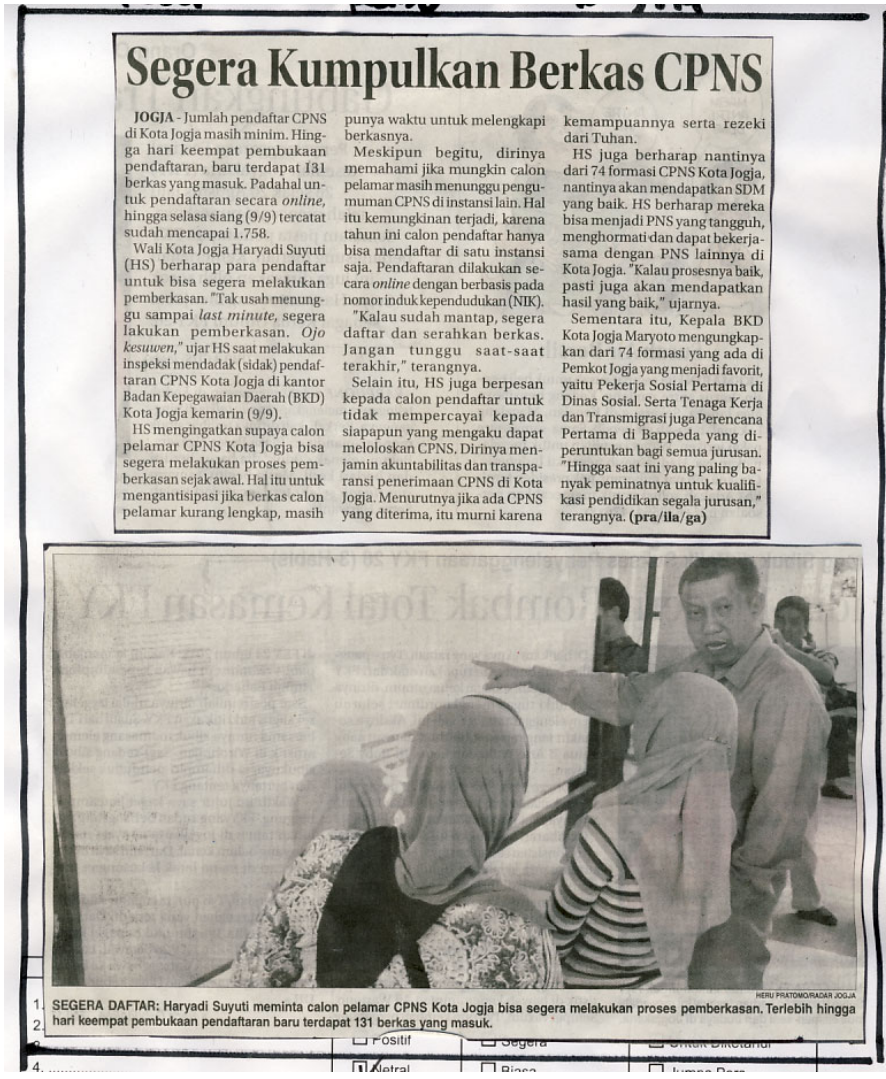 Segera Kumpulkan Berkas CPNS
JOGJA - Jumlah pendaftar CPNS
di Kota Jogja masih minim. Hing-
ga hari keempat pembukaan
pendaftaran, baru terdapat 131
berkas yang masuk. Padahal un-
tuk pendaftaran secara online,
hingga selasa siang (9/9) tercatat
sudah mencapai 1.758.
Wali Kota Jogja Haryadi Suyuti
(HS) berharap para pendaftar
untuk bisa segera melakukan
pemberkasan. "Tak usah menung-
gu sampai last minute, segera
lakukan pemberkasan. Ojo
kesuwen," ujar HS saat melakukan
inspeksi mendadak (sidak) pendaf-
taran CPNS Kota Jogja di kantor
Badan Kepegawaian Daerah (BKD)
Kota Jogja kemarin (9/9).
HS mengingatkan supaya calon
pelamar CPNS Kota Jogja bisa
segera melakukan proses pem-
berkasan sejak awal. Hal itu untuk
mengantisipasi jika berkas calon
pelamar kurang lengkap, masih
punya waktu untuk melengkapi
berkasnya.
Meskipun begitu, dirinya
memahami jika mungkin calon
pelamar masih menunggu pengu-
muman CPNS di instansi lain. Hal
itu kemungkinan terjadi, karena
tahun ini calon pendaftar hanya
bisa mendaftar di satu instansi
saja. Pendaftaran dilakukan se-
cara online dengan berbasis pada
nomor induk kependudukan (NIK).
"Kalau sudah mantap, segera
daftar dan serahkan berkas.
Jangan tunggu saat-saat
terakhir," terangnya.
Selain itu, HS juga berpesan
kepada calon pendaftar untuk
tidak mempercayai kepada
siapapun yang mengaku dapat
meloloskan CPNS. Dirinya men-
jamin akuntabilitas dan transpa-
ransi penerimaan CPNS di Kota
Jogja. Menurutnya jika ada CPNS
yang diterima, itu murni karena
kemampuannya serta rezeki
dari Tuhan.
HS juga berharap nantinya
dari 74 formasi CPNS Kota Jogja,
nantinya akan mendapatkan SDM
yang baik. HS berharap mereka
bisa menjadi PNS yang tangguh,
menghormati dan dapat bekerja-
sama dengan PNS lainnya di
Kota Jogja. "Kalau prosesnya baik,
pasti juga akan mendapatkan
hasil yang baik," ujarnya.
Sementara itu, Kepala BKD
Kota Jogja Maryoto mengungkap-
kan dari 74 formasi yang ada di
Pemkot Jogja yang menjadi favorit,
yaitu Pekerja Sosial Pertama di
Dinas Sosial. Serta Tenaga Kerja
dan Transmigrasi juga Perencana
Pertama di Bappeda yang di-
peruntukan bagi semua jurusan.
"Hingga saat ini yang paling ba-
nyak peminatnya untuk kualifi-
kasi pendidikan segala jurusan,"
terangnya. (pra/ila/ga)
HERU PRATOMO/RADAR JOGJA
SEGERA DAFTAR: Haryadi Suyuti meminta calon pelamar CPNS Kota Jogja bisa segera melakukan proses pemberkasan. Terlebih hingga
hari keempat pembukaan pendaftaran baru terdapat 131 berkas yang masuk.
1.
2.
4.
Positif
Segera
Untuk Diketahui
Netral
Biasa